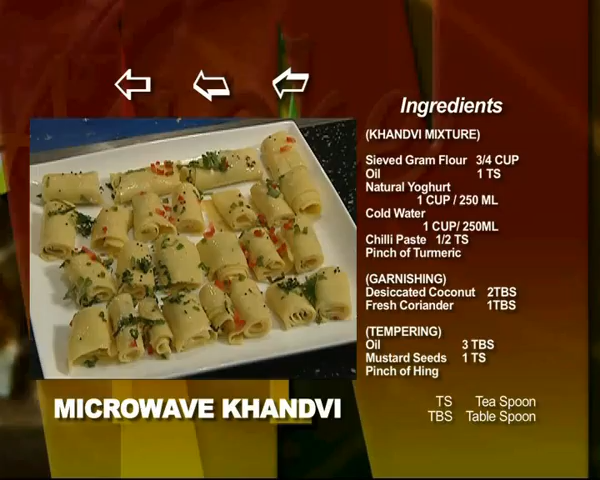 Ingredients
(KHANDVI MIXTURE)
Sieved Gram Flour 3/4 CUP
Oil 1 TS
Natural Yoghurt
1 CUP / 250 ML
Cold Water
1 CUP/ 250ML
Chilli Paste 1/2 TS
Pinch of Turmeric
(GARNISHING)
Desiccated Coconut 2TBS
Fresh Coriander 1TBS
(TEMPERING)
Oil 3 TBS
Mustard Seeds 1 TS
Pinch of Hing
MICROWAVE KHANDVI
TS Tea Spoon
TBS Table Spoon